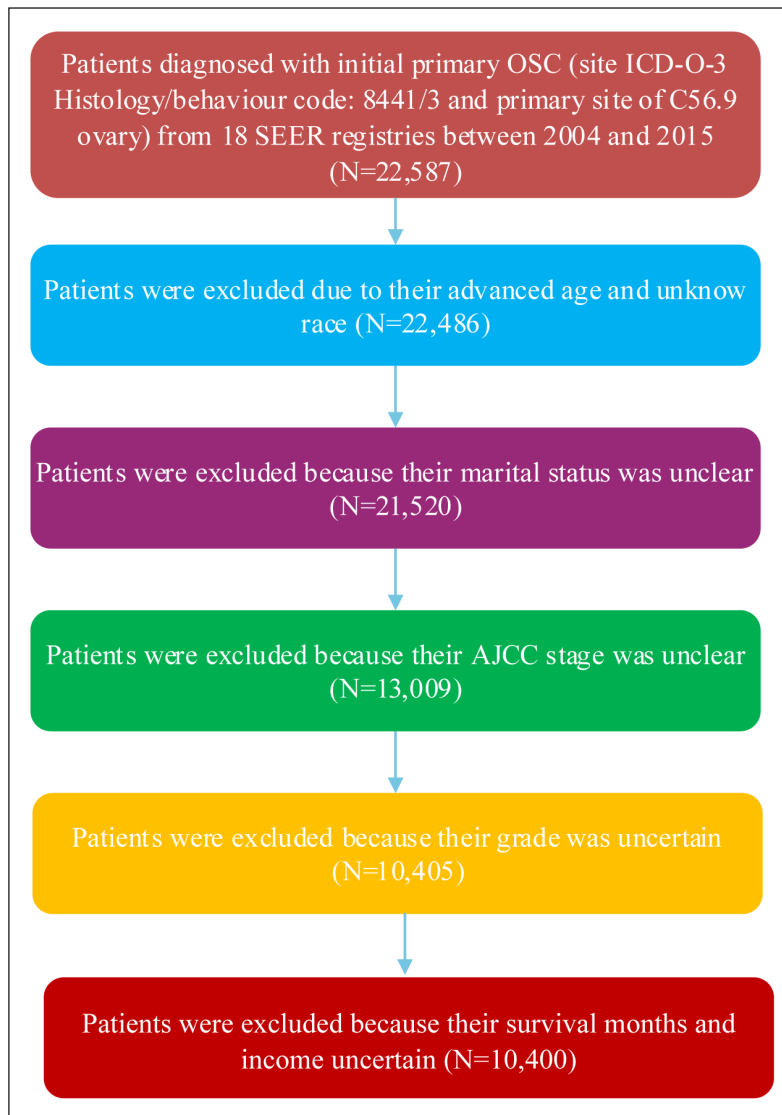 Patients diagnosed with initial primary OSC (site ICD-O-3
Histology/behaviour code: 8441/3 and primary site of C56.9
ovary) from 18 SEER registries between 2004 and 2015
(N=22,587)
Patients were excluded due to their advanced age and unknow
race (N=22,486)
Patients were excluded because their marital status was unclear
(N=21,520)
Patients were excluded because their AJCC stage was unclear
(N=13,009)
Patients were excluded because their grade was uncertain
(N=10,405)
Patients were excluded because their survival months and
income uncertain (N=10,400)